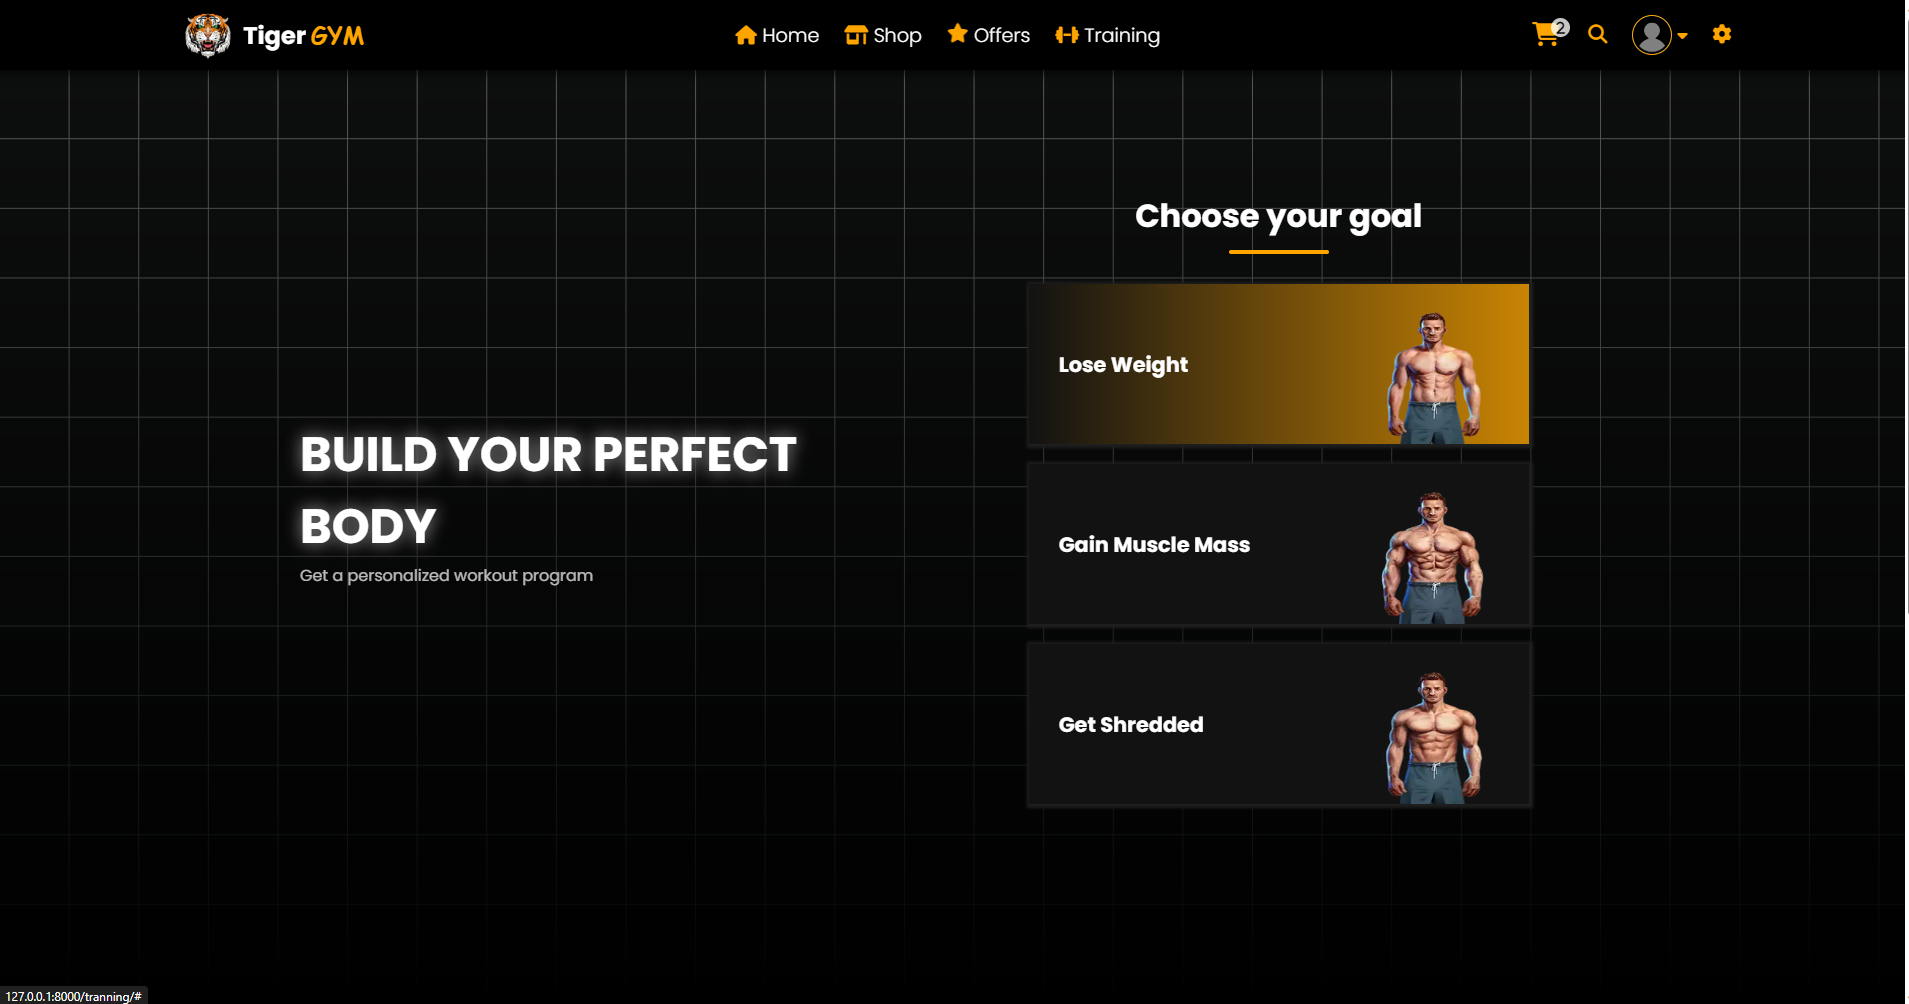 Tiger GYM
Home Shop Offers Training
2
Choose your goal
Lose Weight
BUILD YOUR PERFECT
BODY
Get a personalized workout program
Gain Muscle Mass
Get Shredded
127.0.0.1:8000/tranning/#